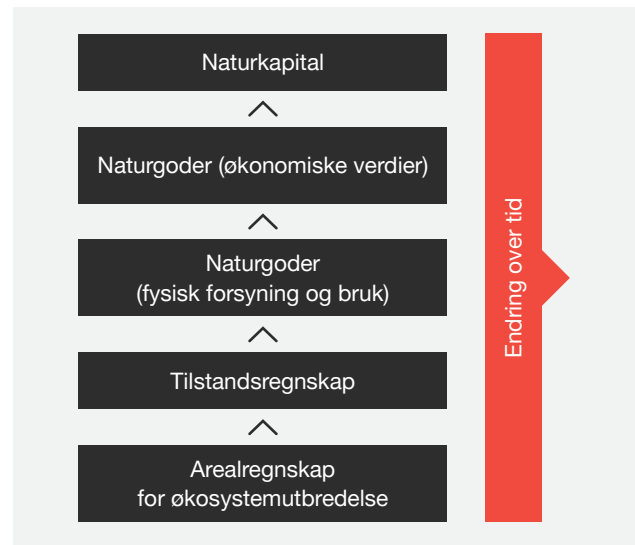 Naturkapital
Naturgoder (økonomiske verdier)
Naturgoder
(fysisk forsyning og bruk)
Tilstandsregnskap
Arealregnskap
for økosystemutbredelse
Endring over tid